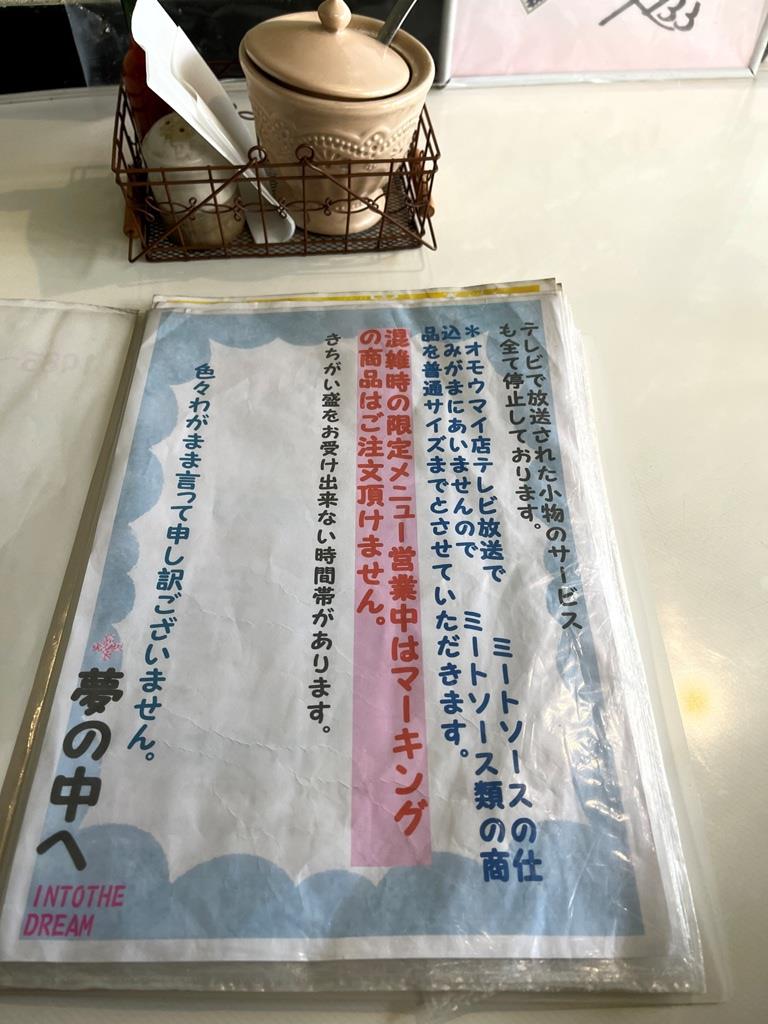 テレビで放送された小物のサービス
も全て停止しております。
＊オモウマイ店テレビ放送で　ミートソースの仕
込みがまにあいませんので　ミートソース類の商
品を普通サイズまでとさせていただきます。
混雑時の限定メニュー営業中はマーキング
の商品はご注文頂けません。
きちがい盛をお受け出来ない時間帯があります。
色々わがまま言って申し訳ございません。
夢の中へ
INTOTHE
DREAM